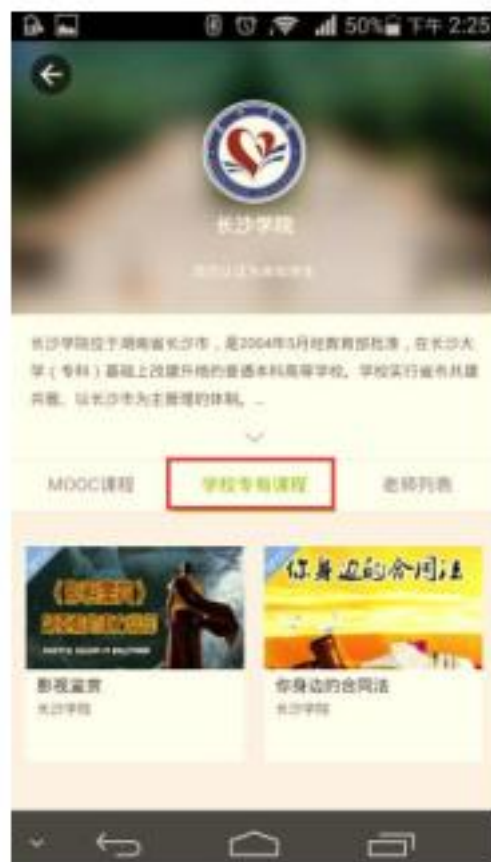 50% 下午 2:25
长沙学院
长沙学院位于湖南省长沙市，是2004年5月经教育部批准，在长沙大
学（专科）基础上改建升格的普通本科高等学校。学校实行省市共建
共管、以长沙市为主管理的体制。...
MOOC课程
学校专有课程
老师列表
你身边的合同法
影视鉴赏
长沙学院
你身边的合同法
长沙学院